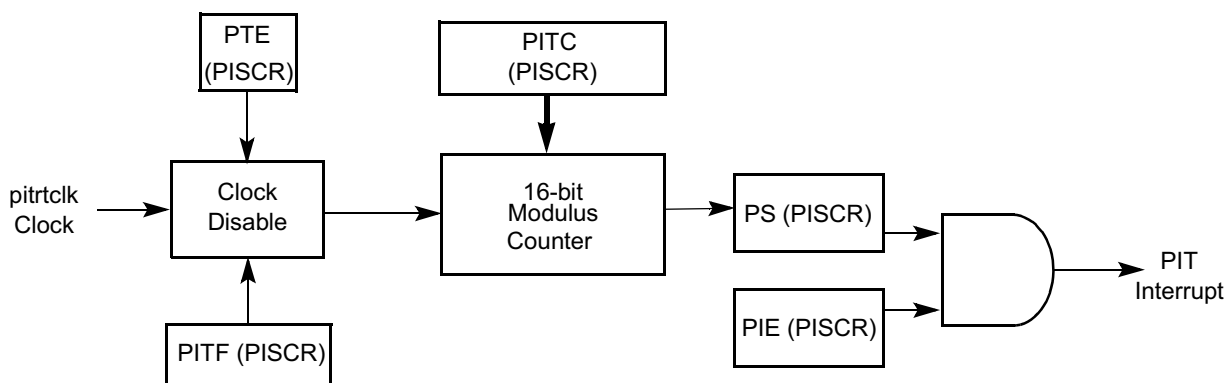 PTE
(PISCR)
PITC
(PISCR)
pitrtclk
Clock
Clock
Disable
16-bit
Modulus
Counter
PS (PISCR)
PIT
Interrupt
PIE (PISCR)
PITF (PISCR)